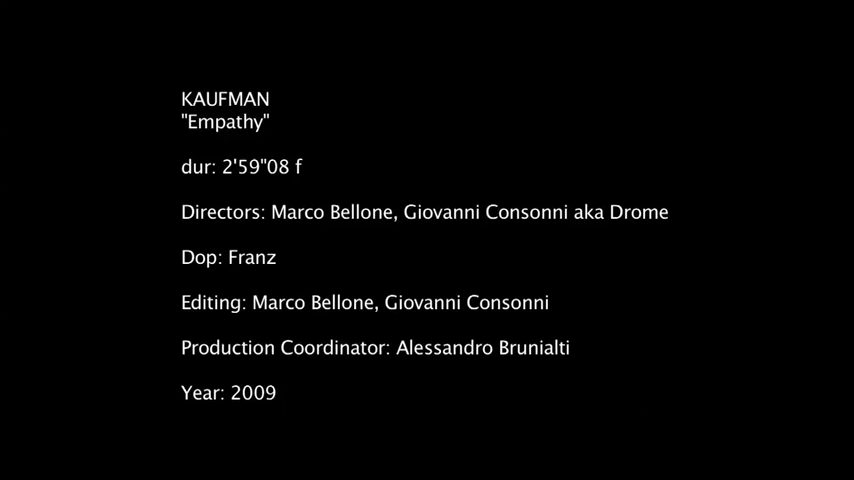 KAUFMAN
"Empathy"
dur: 2'59"08 f
Directors: Marco Bellone, Giovanni Consonni aka Drome
Dop: Franz
Editing: Marco Bellone, Giovanni Consonni
Production Coordinator: Alessandro Brunialti
Year: 2009